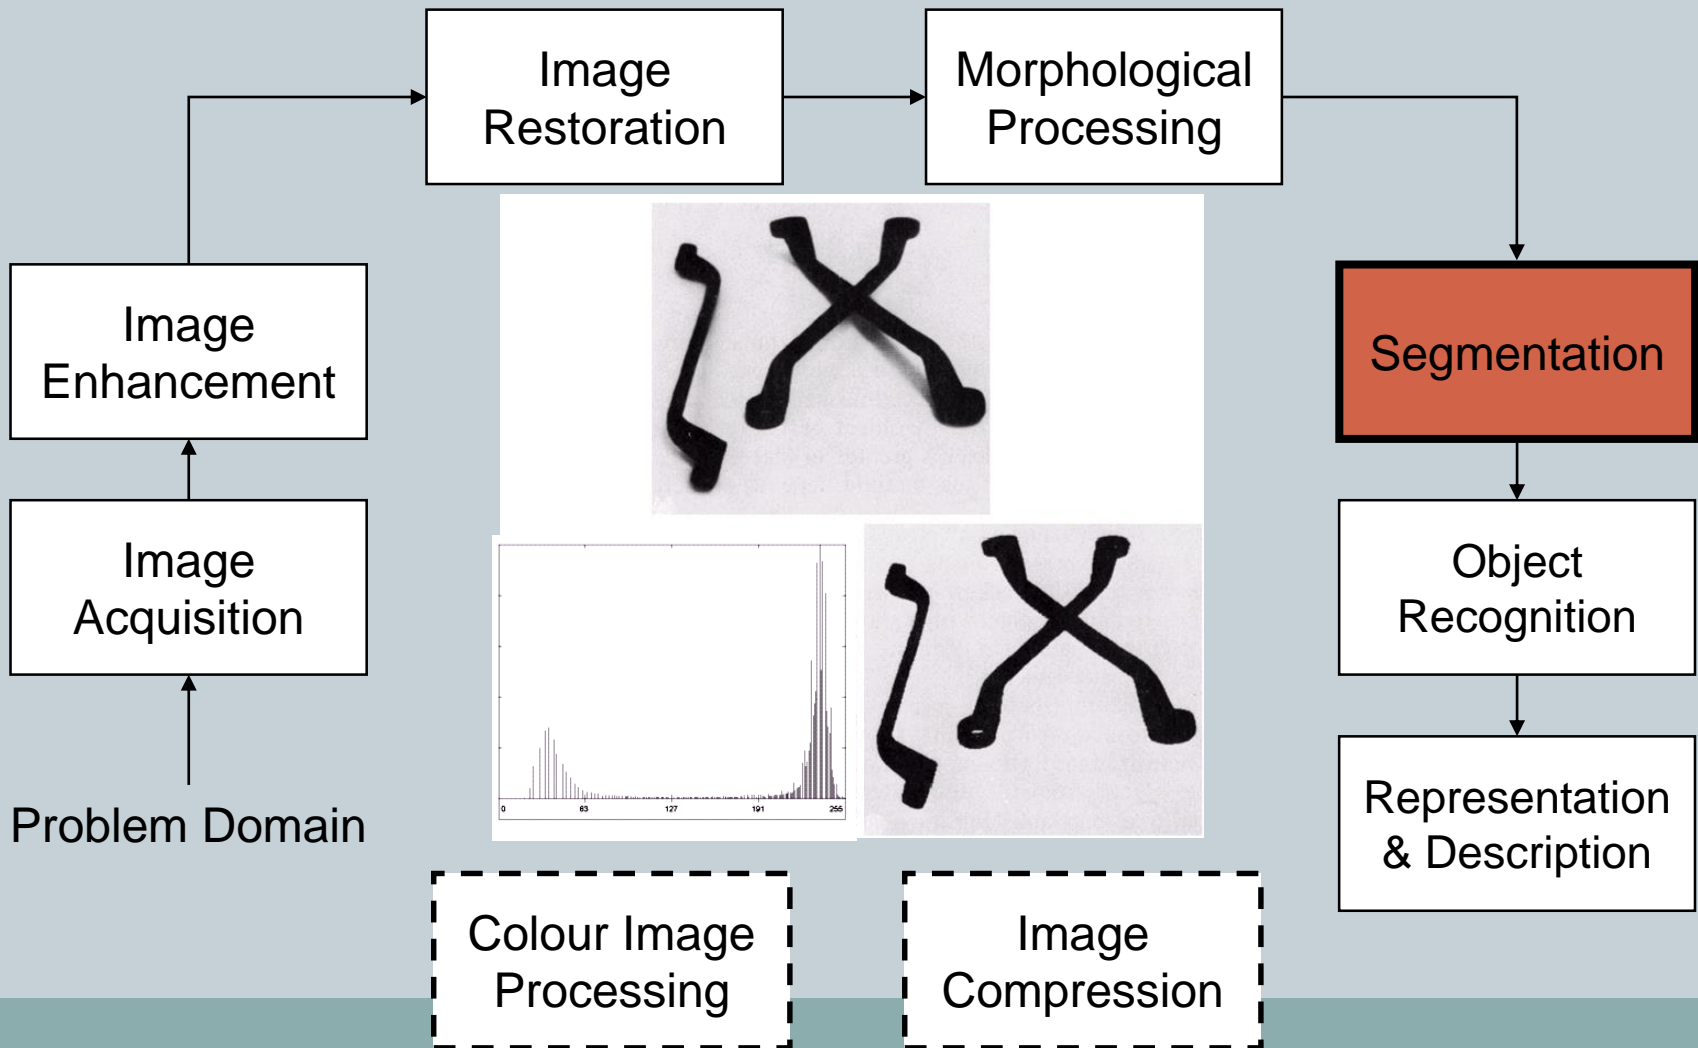 Image
Restoration
Morphological
Processing
Image
Enhancement
Segmentation
Image
Acquisition
Object
Recognition
0 63 127 191 255
Problem Domain
Representation
& Description
Colour Image
Processing
Image
Compression